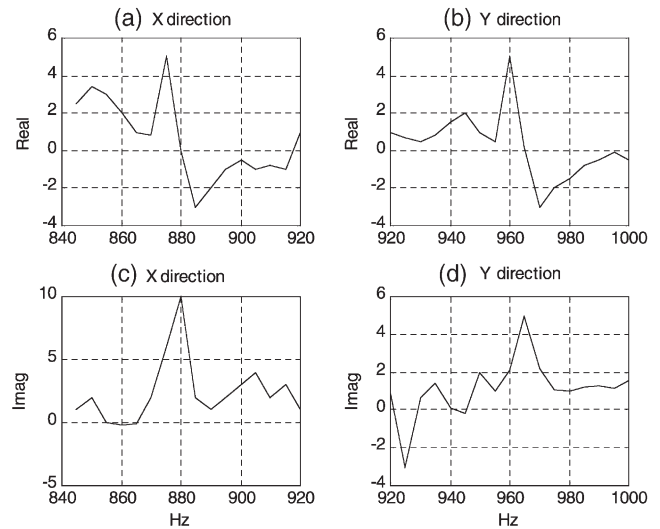 (a) X direction
6
4
2
0
-2
-4
Real
840 860 880 900 920
(b) Y direction
6
4
2
0
-2
-4
Real
920 940 960 980 1000
(c) X direction
10
5
0
-5
Imag
840 860 880 900 920
Hz
(d) Y direction
6
4
2
0
-2
-4
Imag
920 940 960 980 1000
Hz